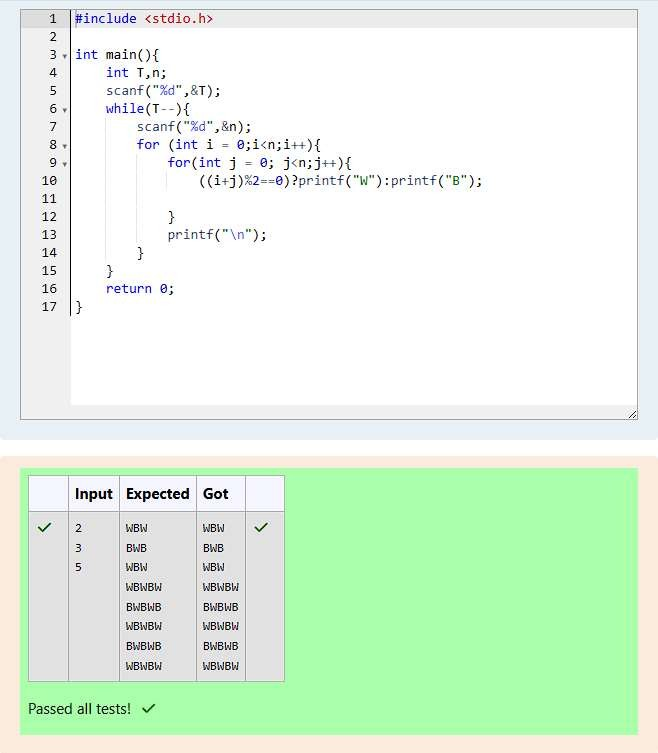 1 #include <stdio.h>
2
3 int main(){
4     int T,n;
5     scanf("%d",&T);
6     while(T--){
7         scanf("%d",&n);
8         for (int i = 0;i<n;i++){
9             for(int j = 0; j<n;j++){
10                 ((i+j)%2==0)?printf("W"):printf("B");
11
12             }
13             printf("\n");
14         }
15     }
16     return 0;
17 }
Input Expected Got
2 WBW WBW
3 BWB BWB
5 WBW WBW
WBWBW WBWBW
BWBWB BWBWB
WBWBW WBWBW
BWBWB BWBWB
WBWBW WBWBW
Passed all tests!